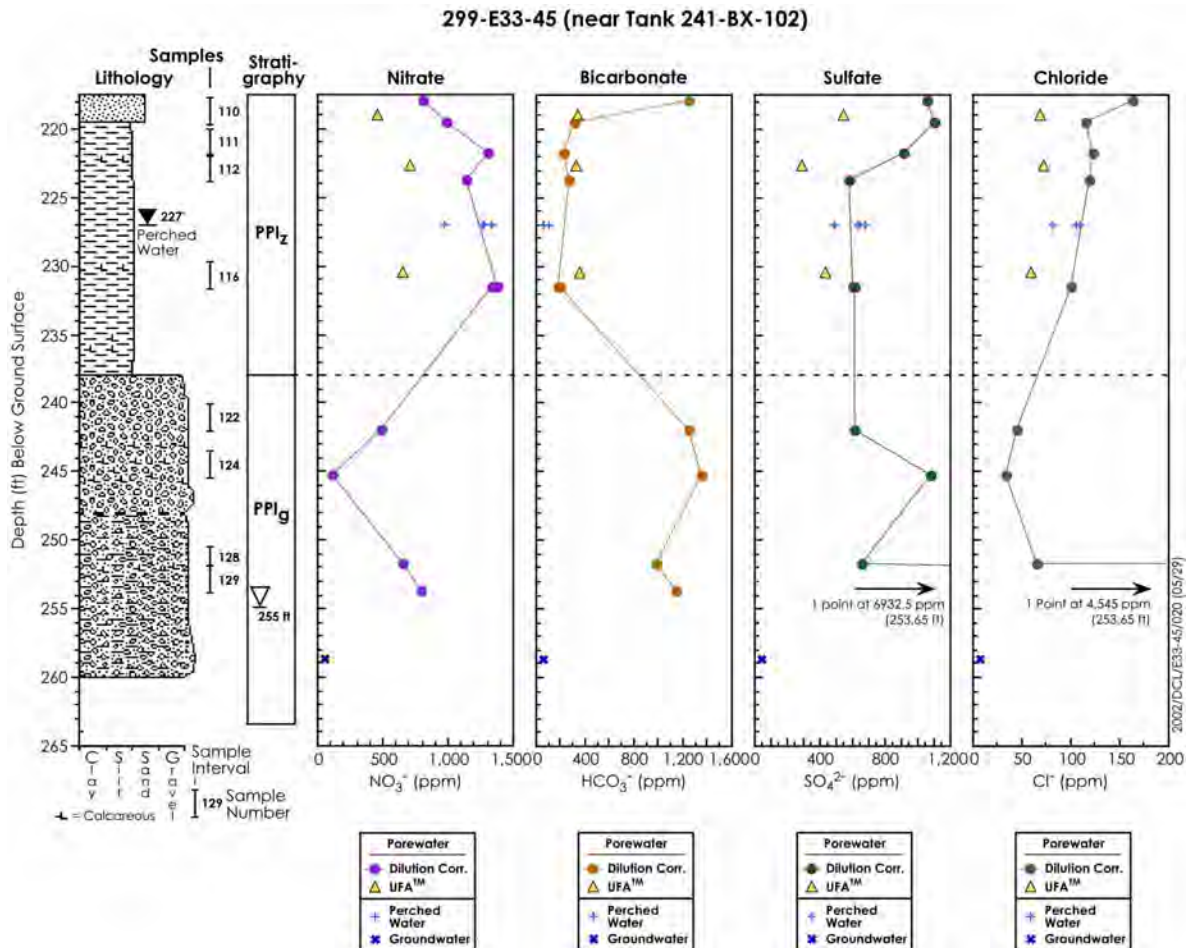 299-E33-45 (near Tank 241-BX-102)
Samples
Lithology
Strati-
graphy
Nitrate
Bicarbonate
Sulfate
Chloride
Depth (ft) Below Ground Surface
220
225
230
235
240
245
250
255
260
265
110
111
112
116
122
124
128
129
227'
Perched
Water
255 ft
PPlz
PPlg
1 point at 6932.5 ppm
(253.65 ft)
1 Point at 4,545 ppm
(253.65 ft)
2002/DCL/E33-45/020 (05/29)
0 500 1,000 1,500
NO₃⁻ (ppm)
0 400 800 1,200 1,600
HCO₃⁻ (ppm)
0 400 800 1,200
SO₄²⁻ (ppm)
0 50 100 150 200
Cl⁻ (ppm)
Clay
Silt
Sand
Gravel
Sample
Interval
129 Sample
Number
= Calcareous
Porewater
Dilution Corr.
UFA™
Perched
Water
Groundwater
Porewater
Dilution Corr.
UFA™
Perched
Water
Groundwater
Porewater
Dilution Corr.
UFA™
Perched
Water
Groundwater
Porewater
Dilution Corr.
UFA™
Perched
Water
Groundwater